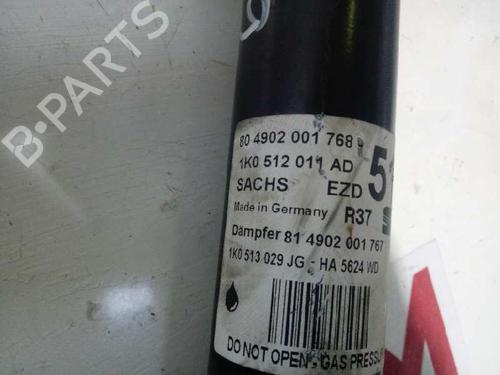 B-PARTS
80 4902 001 768
1K0 512 011 AD
SACHS EZD 5
Made in Germany R37
Dämpfer 81 4902 001 767
1K0 513 029 JG - HA 5624 WD
DO NOT OPEN - GAS PRESSU